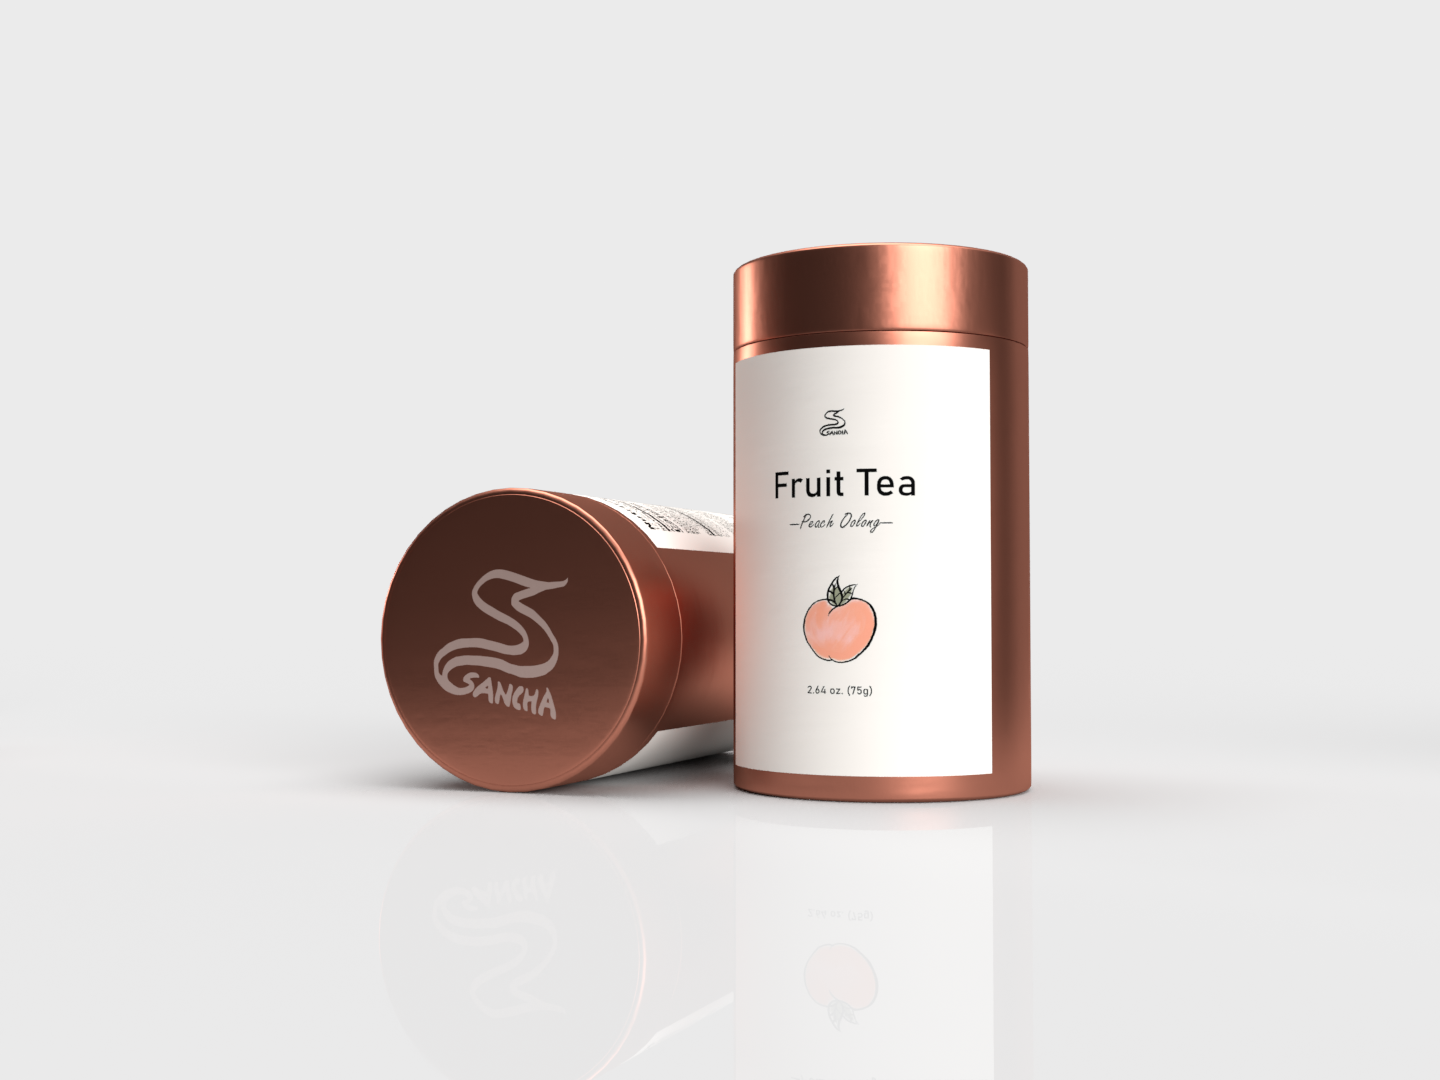 SANCHA
Fruit Tea
—Peach Oolong—
2.64 oz. (75g)
SANCHA